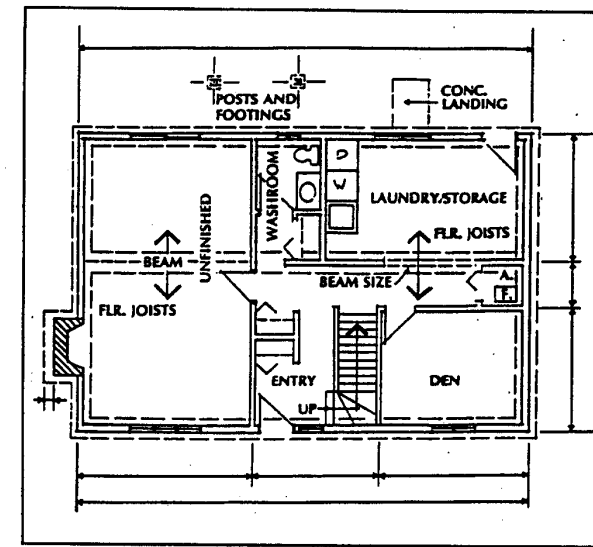 POSTS AND
FOOTINGS
CONC.
LANDING
UNFINISHED
WASHROOM
D
W
LAUNDRY/STORAGE
FLR. JOISTS
BEAM
BEAM SIZE
A.
F.
FLR. JOISTS
ENTRY
DEN
UP